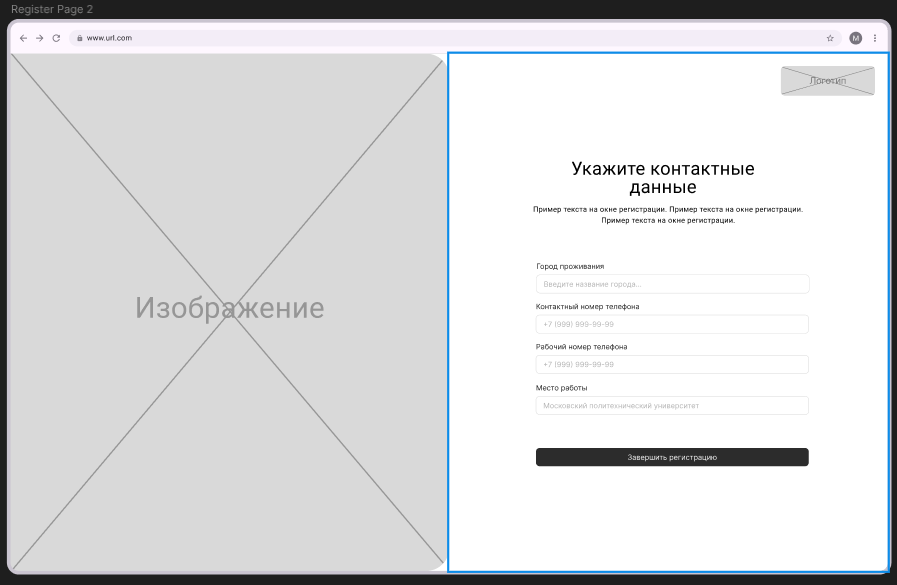 Register Page 2
www.url.com
M
Изображение
Логотип
Укажите контактные
данные
Пример текста на окне регистрации. Пример текста на окне регистрации.
Пример текста на окне регистрации.
Город проживания
Введите название города...
Контактный номер телефона
+7 (999) 999-99-99
Рабочий номер телефона
+7 (999) 999-99-99
Место работы
Московский политехнический университет
Завершить регистрацию